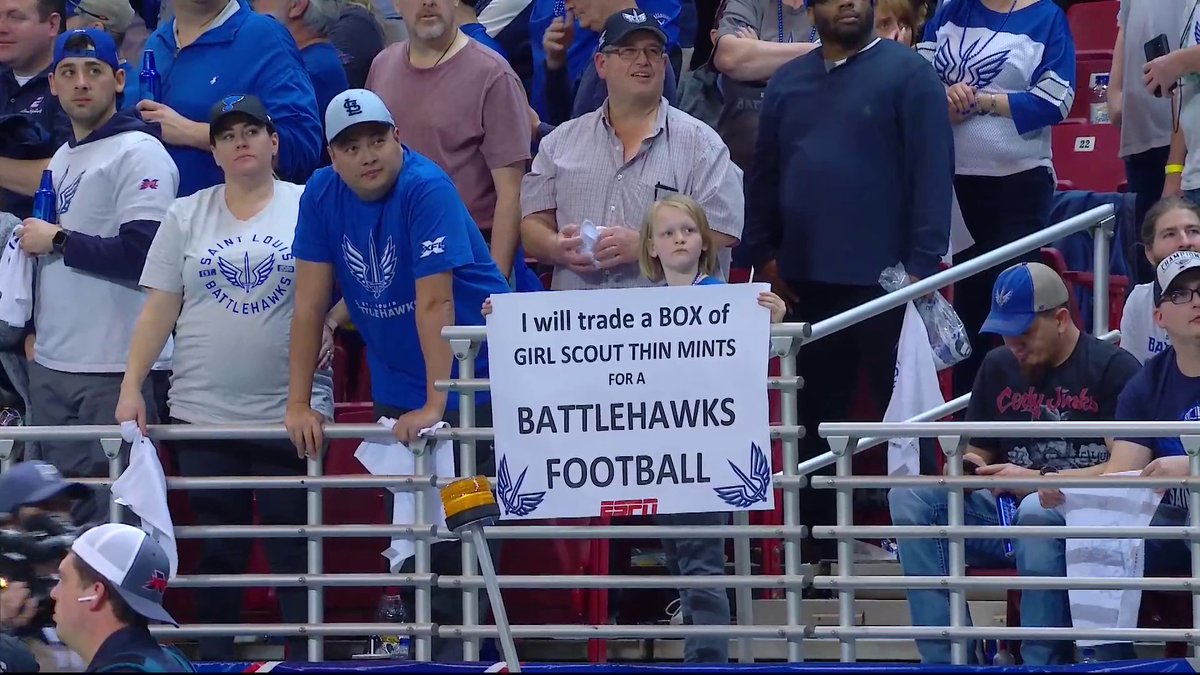 22
SAINT LOUIS
BATTLEHAWKS
XFL
BATTLEHAWKS
I will trade a BOX of
GIRL SCOUT THIN MINTS
FOR A
BATTLEHAWKS
FOOTBALL
ESPN
Cody Jinks